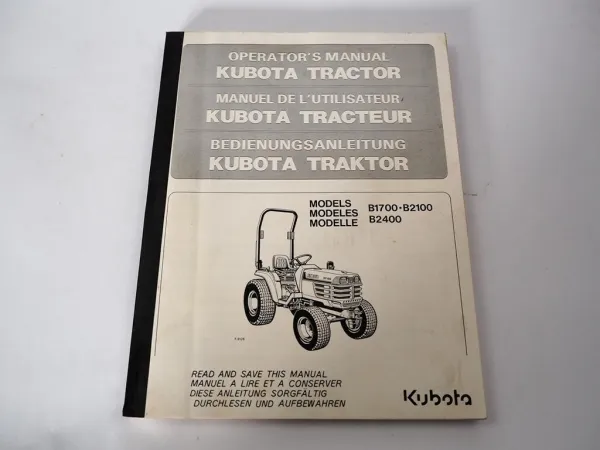 OPERATOR'S MANUAL
KUBOTA TRACTOR
MANUEL DE L'UTILISATEUR
KUBOTA TRACTEUR
BEDIENUNGSANLEITUNG
KUBOTA TRAKTOR
MODELS
MODELES B1700·B2100
MODELLE B2400
READ AND SAVE THIS MANUAL
MANUEL A LIRE ET A CONSERVER
DIESE ANLEITUNG SORGFÄLTIG
DURCHLESEN UND AUFBEWAHREN
Kubota